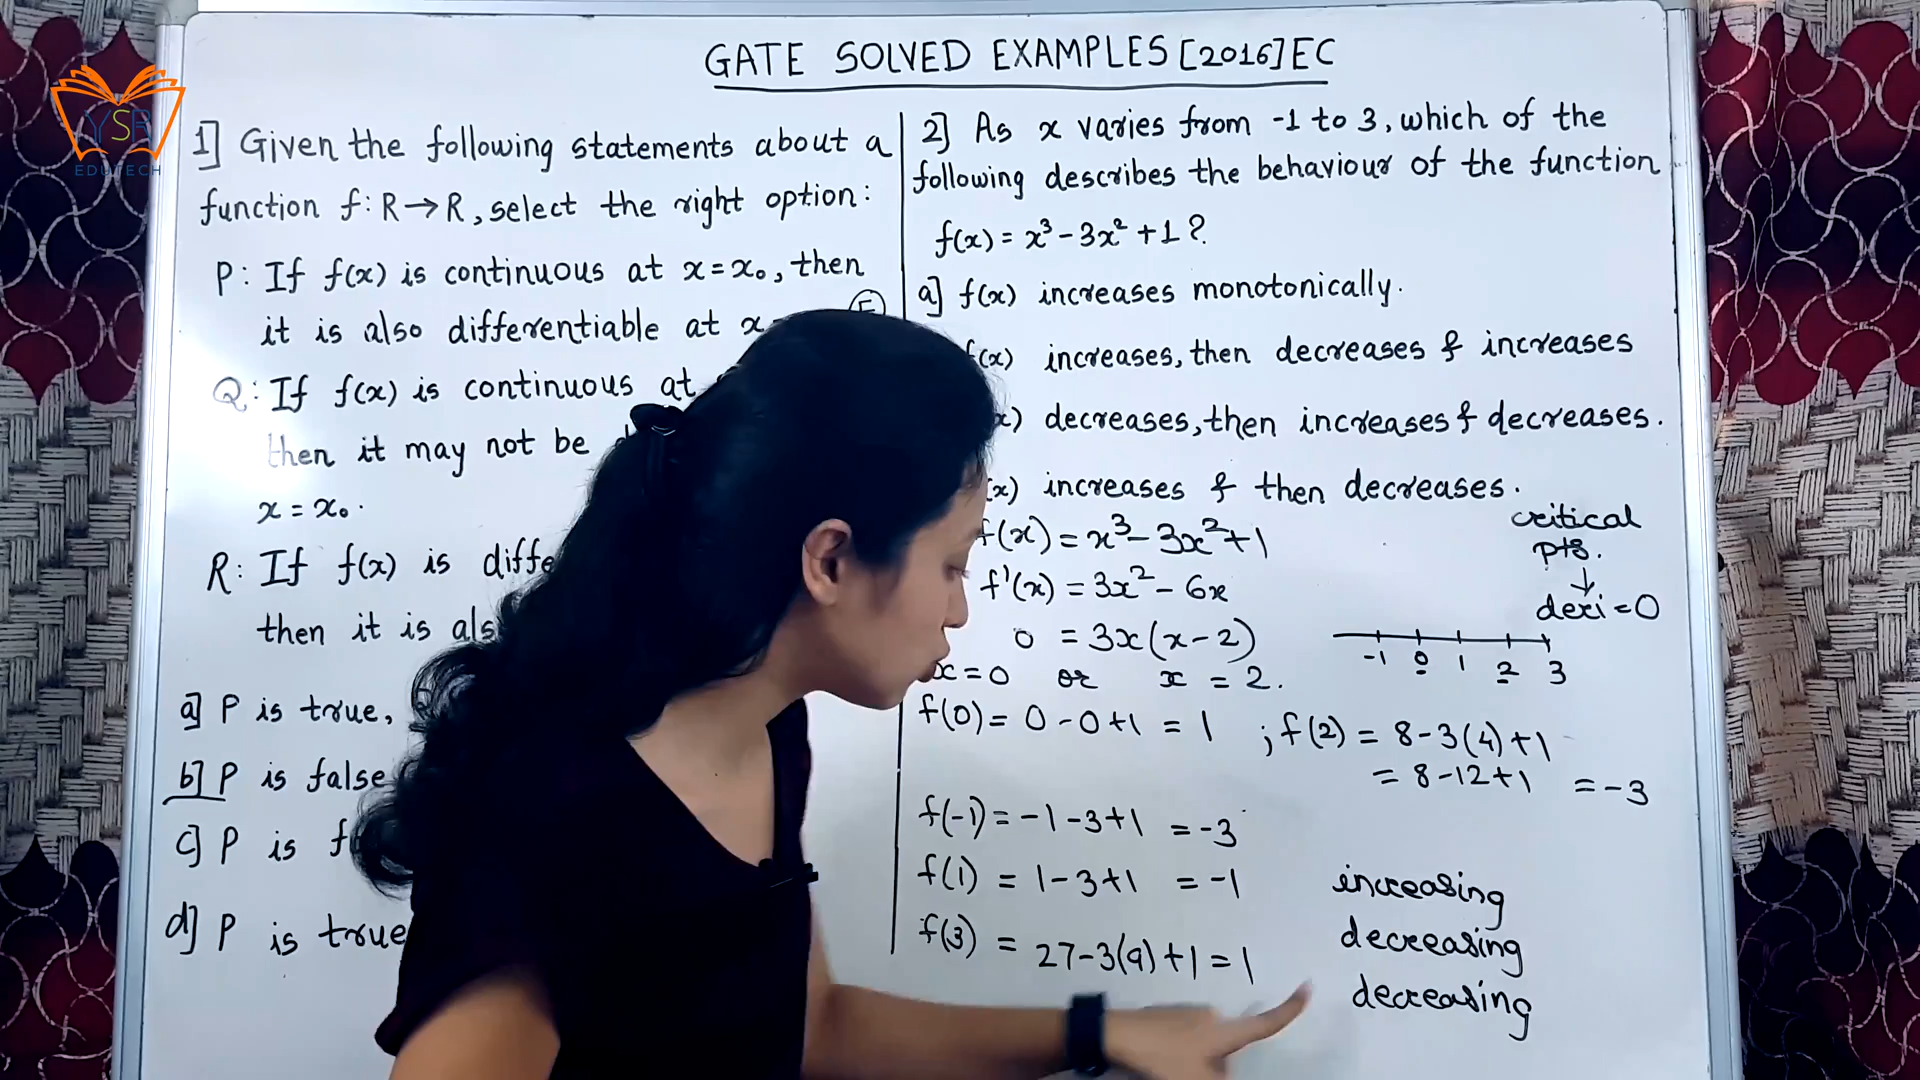 GATE SOLVED EXAMPLES [2016] EC
YSR
EDUTECH
1] Given the following statements about a
function f: R→R, select the right option:
P: If f(x) is continuous at x=x₀, then
it is also differentiable at x
Q: If f(x) is continuous at
then it may not be
x = x₀.
R: If f(x) is
then it is
a] P is true,
b] P is false
c] P is
d] P is true
2] As x varies from -1 to 3, which of the
following describes the behaviour of the function
f(x) = x³ - 3x² + 1 ?
a] f(x) increases monotonically.
(x) increases, then decreases & increases
x) decreases, then increases & decreases.
(x) increases & then decreases.
f(x) = x³ - 3x² + 1
f'(x) = 3x² - 6x
0 = 3x(x-2)
x = 0 or x = 2.
critical
pts.
↓
deri = 0
-1 0 1 2 3
f(0) = 0 - 0 + 1 = 1 ; f(2) = 8 - 3(4) + 1
= 8 - 12 + 1 = -3
f(-1) = -1 - 3 + 1 = -3
f(1) = 1 - 3 + 1 = -1
f(3) = 27 - 3(9) + 1 = 1
increasing
decreasing
decreasing